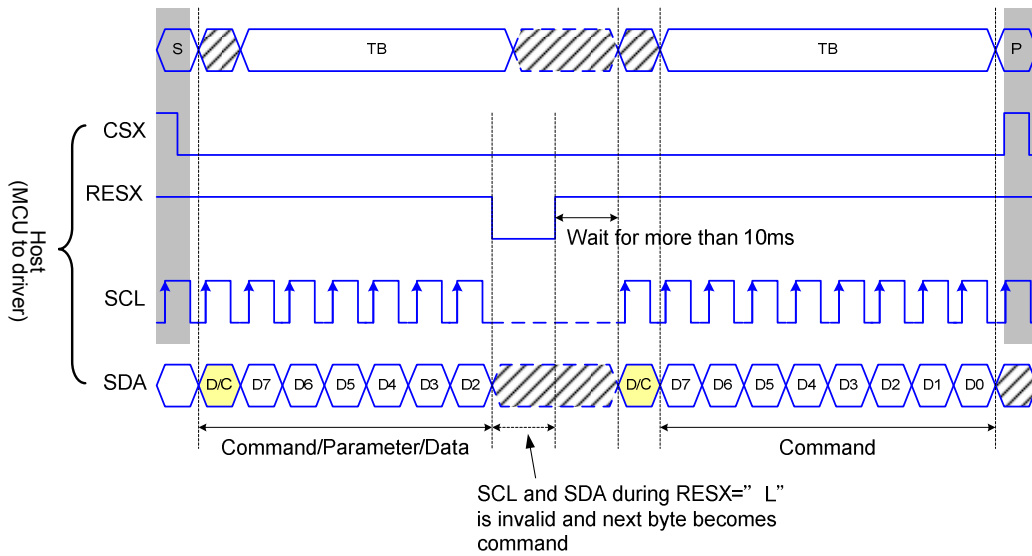 S TB TB P
CSX
RESX
Wait for more than 10ms
Host
(MCU to driver)
SCL
SDA D/C D7 D6 D5 D4 D3 D2 D/C D7 D6 D5 D4 D3 D2 D1 D0
Command/Parameter/Data Command
SCL and SDA during RESX=” L”
is invalid and next byte becomes
command